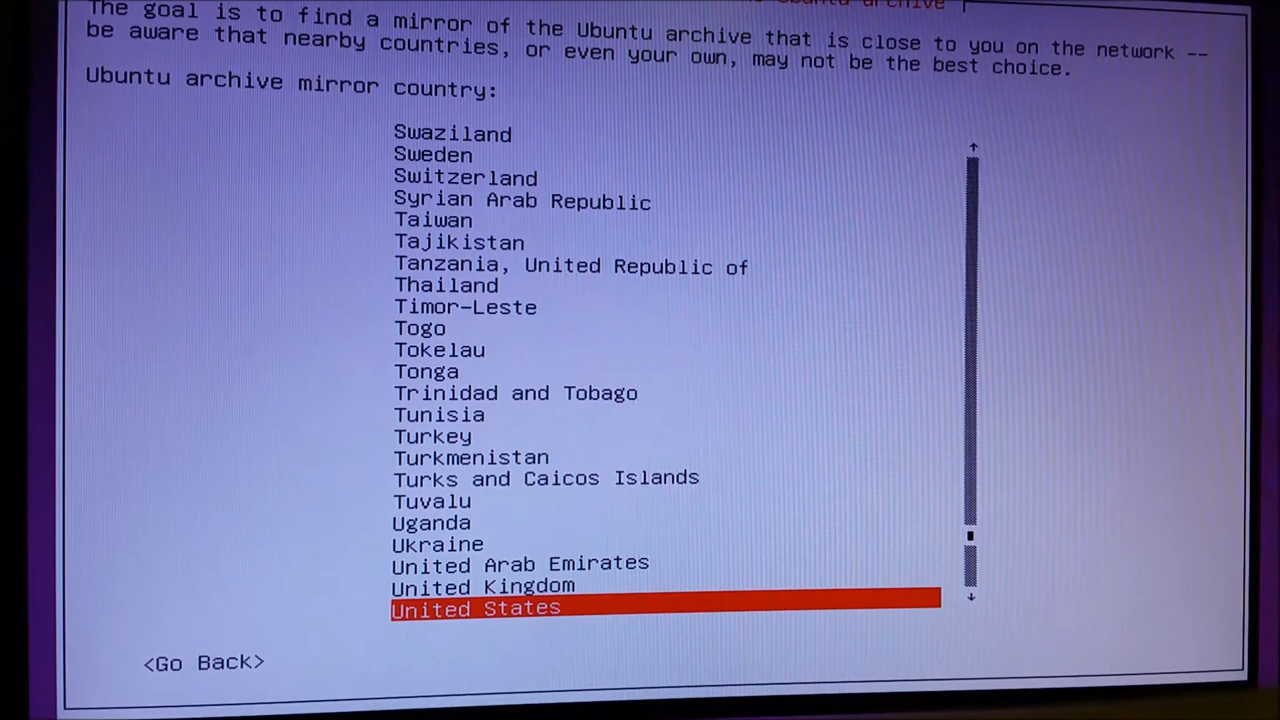 Ubuntu archive
The goal is to find a mirror of the Ubuntu archive that is close to you on the network --
be aware that nearby countries, or even your own, may not be the best choice.
Ubuntu archive mirror country:
Swaziland
Sweden
Switzerland
Syrian Arab Republic
Taiwan
Tajikistan
Tanzania, United Republic of
Thailand
Timor-Leste
Togo
Tokelau
Tonga
Trinidad and Tobago
Tunisia
Turkey
Turkmenistan
Turks and Caicos Islands
Tuvalu
Uganda
Ukraine
United Arab Emirates
United Kingdom
United States
<Go Back>